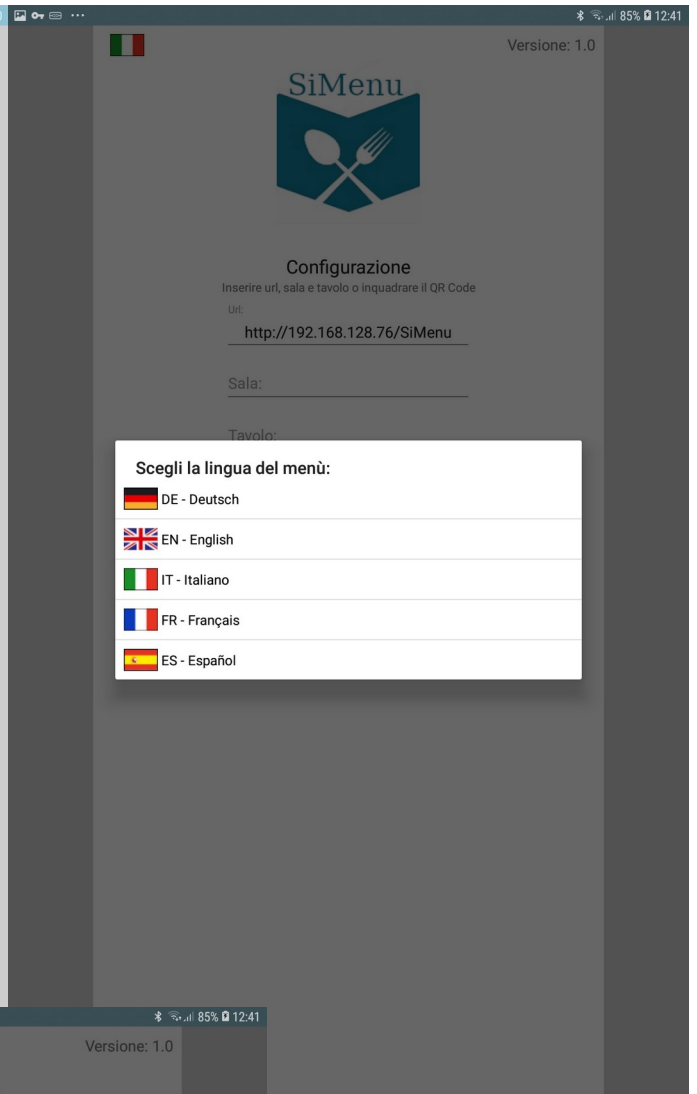 85% 12:41
Versione: 1.0
SiMenu
Configurazione
Inserire url, sala e tavolo o inquadrare il QR Code
Url:
http://192.168.128.76/SiMenu
Sala:
Tavolo:
Scegli la lingua del menù:
DE - Deutsch
EN - English
IT - Italiano
FR - Français
ES - Español
85% 12:41
Versione: 1.0